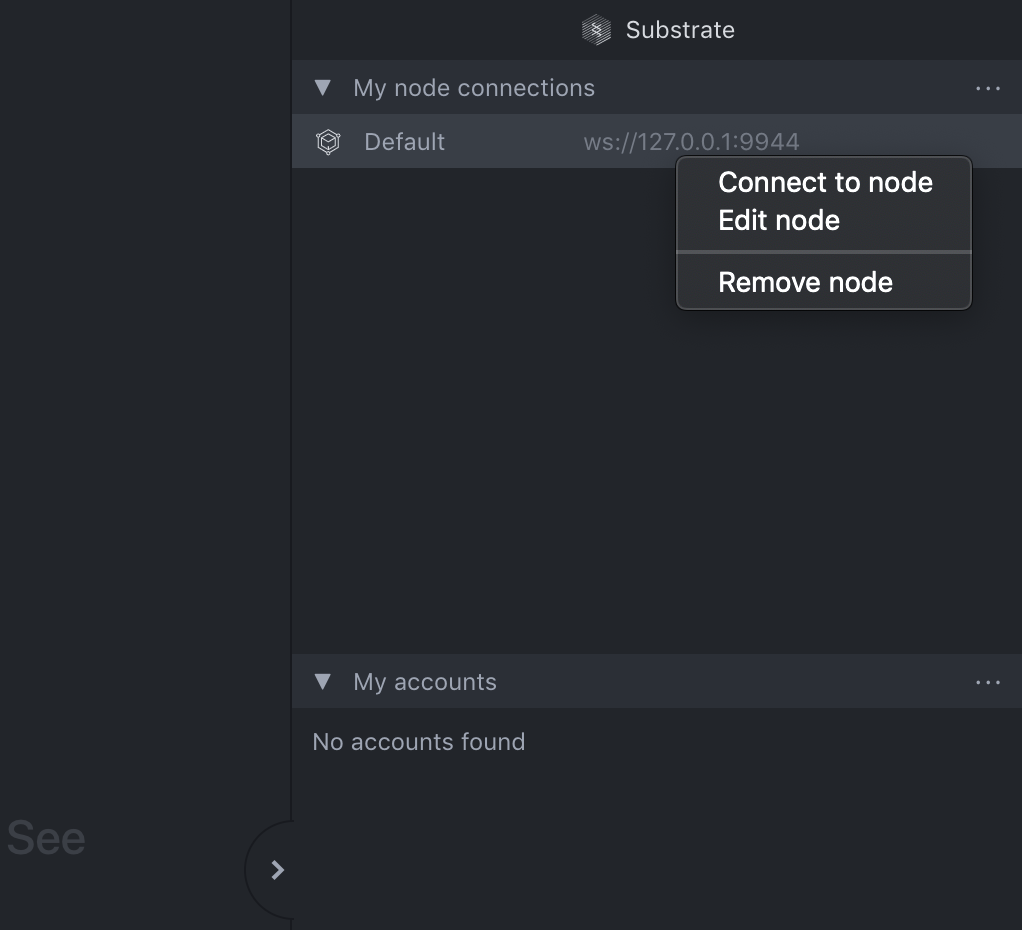 Substrate
My node connections
Default ws://127.0.0.1:9944
Connect to node
Edit node
Remove node
My accounts
No accounts found
See